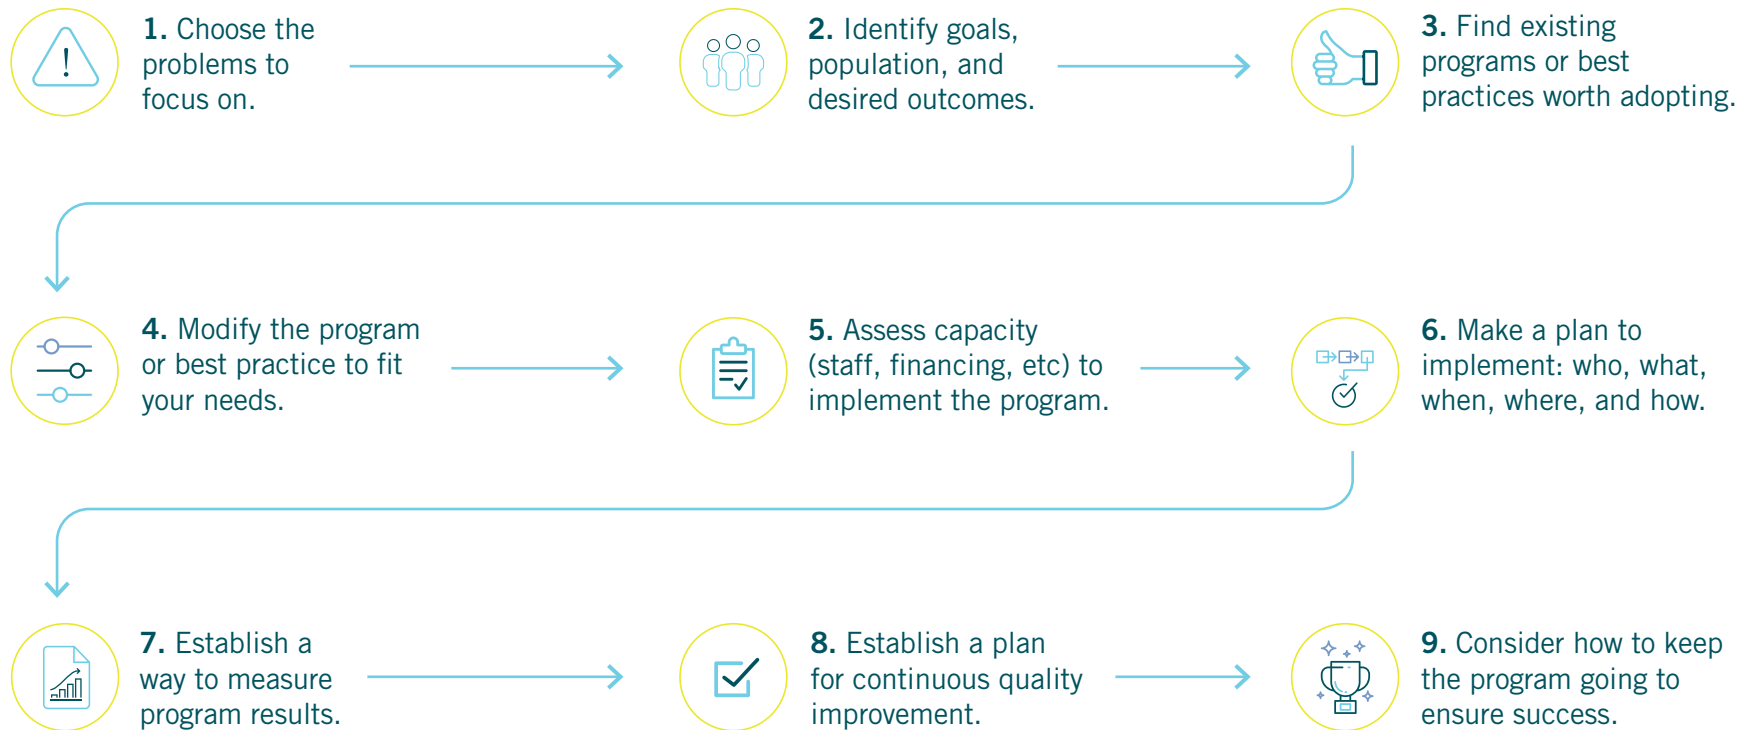 1. Choose the
problems to
focus on.
2. Identify goals,
population, and
desired outcomes.
3. Find existing
programs or best
practices worth adopting.
4. Modify the program
or best practice to fit
your needs.
5. Assess capacity
(staff, financing, etc) to
implement the program.
6. Make a plan to
implement: who, what,
when, where, and how.
7. Establish a
way to measure
program results.
8. Establish a plan
for continuous quality
improvement.
9. Consider how to keep
the program going to
ensure success.